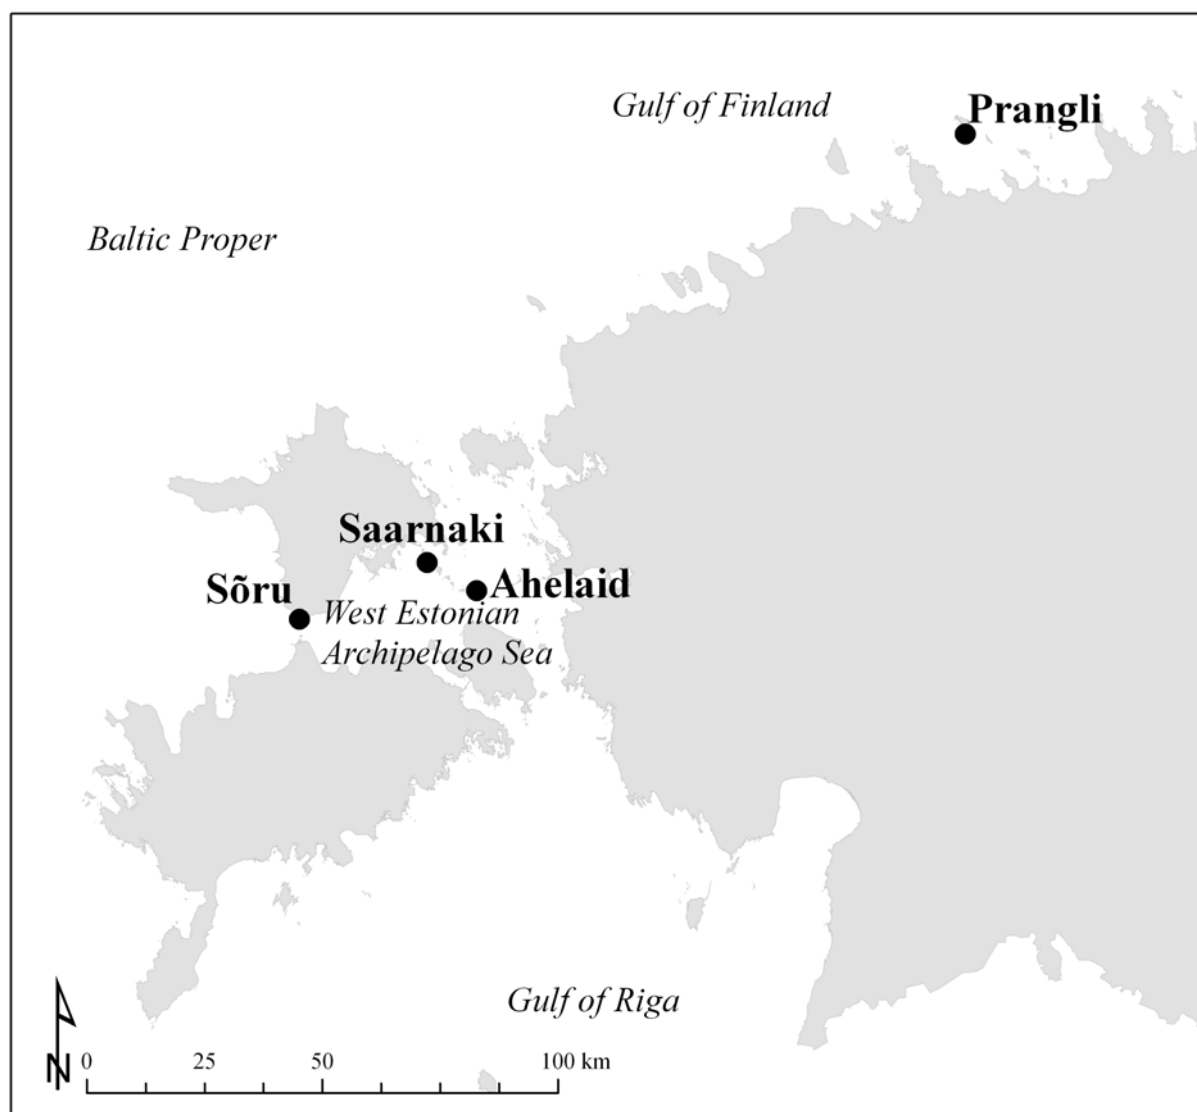 Gulf of Finland
Prangli
Baltic Proper
Saarnaki
Ahelaid
Sõru
West Estonian
Archipelago Sea
Gulf of Riga
N
0 25 50 100 km